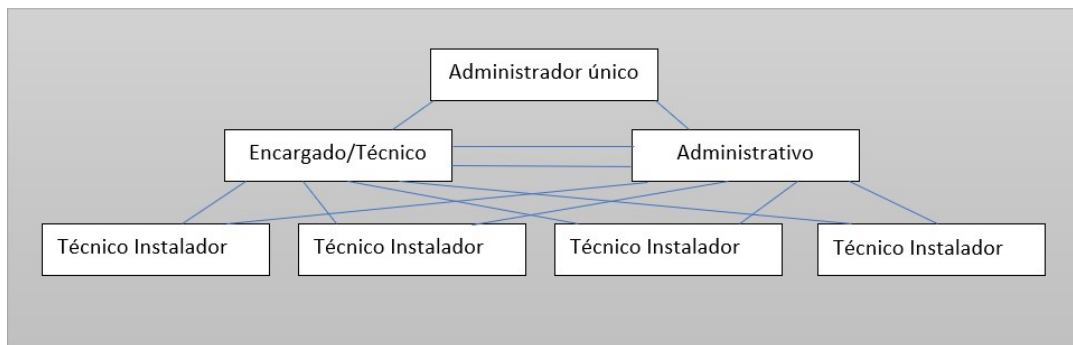 Administrador único
Encargado/Técnico
Administrativo
Técnico Instalador
Técnico Instalador
Técnico Instalador
Técnico Instalador